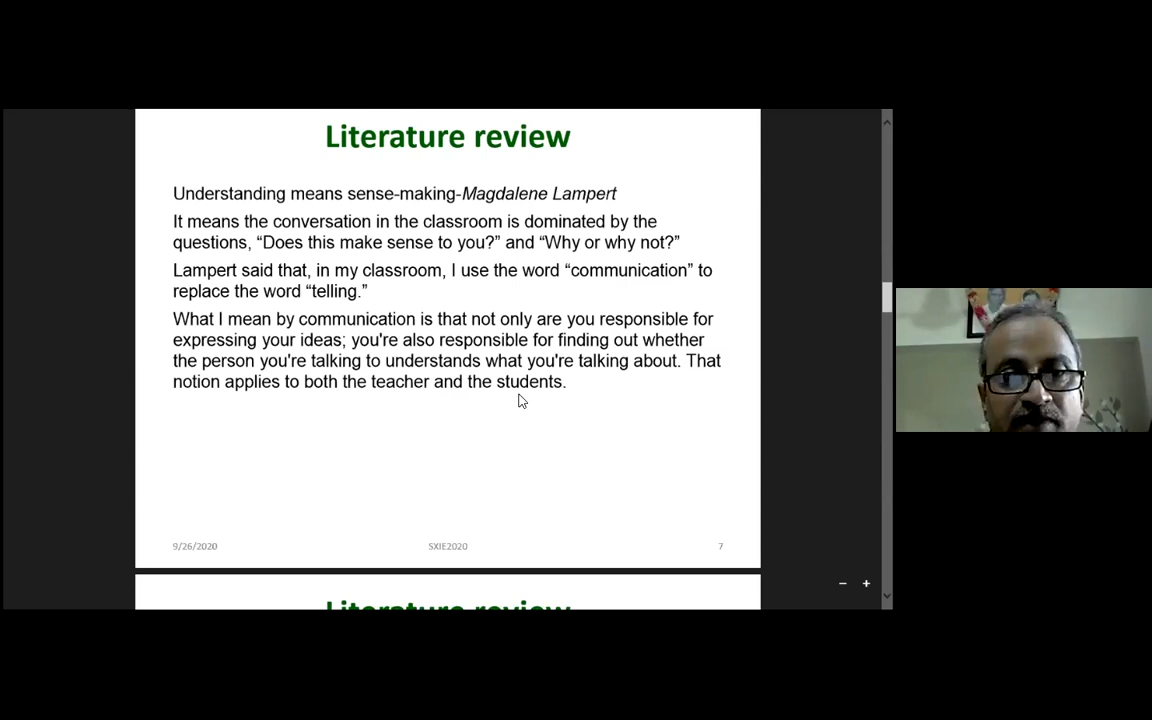 Literature review
Understanding means sense-making-Magdalene Lampert
It means the conversation in the classroom is dominated by the
questions, “Does this make sense to you?” and “Why or why not?”
Lampert said that, in my classroom, I use the word “communication” to
replace the word “telling.”
What I mean by communication is that not only are you responsible for
expressing your ideas; you're also responsible for finding out whether
the person you're talking to understands what you're talking about. That
notion applies to both the teacher and the students.
9/26/2020 SXIE2020 7
Literature review